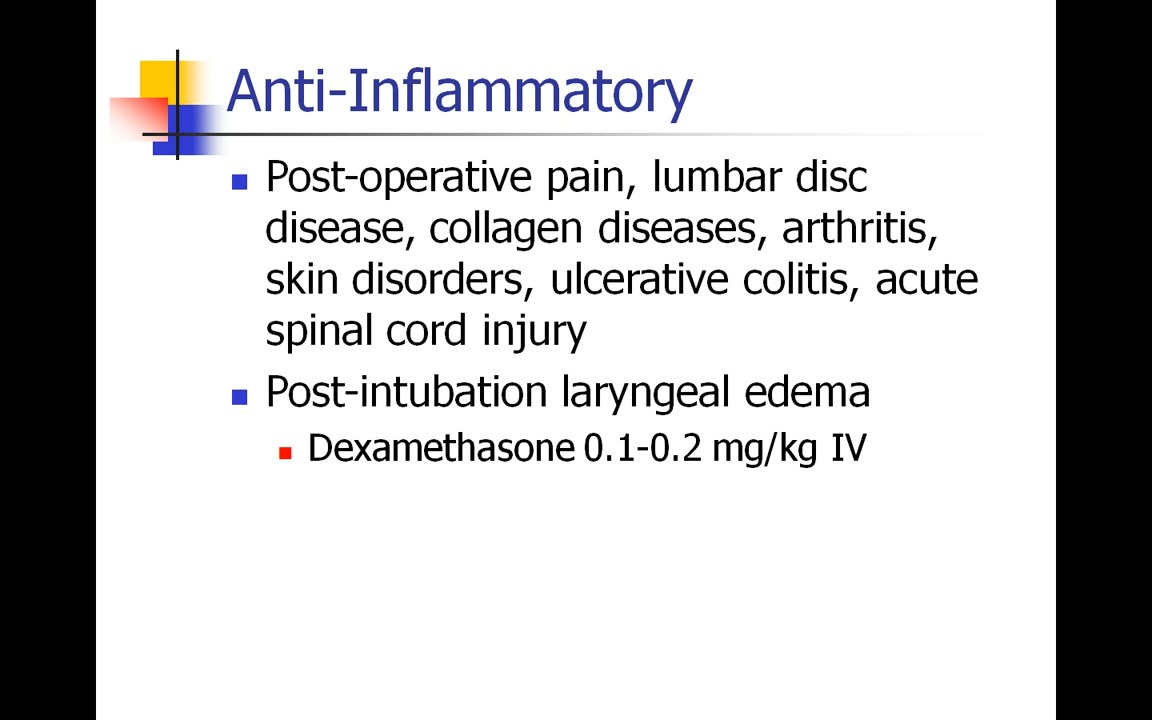 Anti-Inflammatory
Post-operative pain, lumbar disc
disease, collagen diseases, arthritis,
skin disorders, ulcerative colitis, acute
spinal cord injury
Post-intubation laryngeal edema
Dexamethasone 0.1-0.2 mg/kg IV